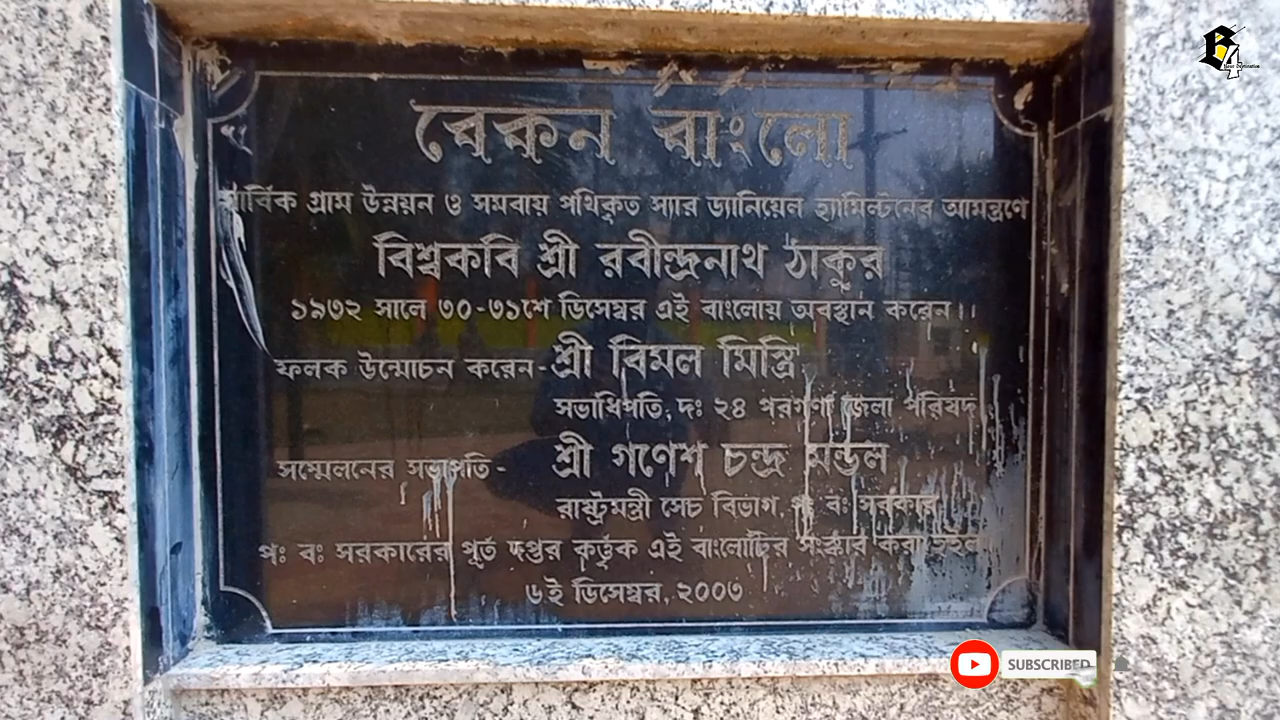 বেকন বাংলো
সার্বিক গ্রাম উন্নয়ন ও সমবায় পথিকৃত স্যার ড্যানিয়েল হ্যামিল্টনের আমন্ত্রণে
বিশ্বকবি শ্রী রবীন্দ্রনাথ ঠাকুর
১৯৩২ সালে ৩০-৩১শে ডিসেম্বর এই বাংলোয় অবস্থান করেন।।
ফলক উন্মোচন করেন-শ্রী বিমল মিস্ত্রি
সভাধিপতি, দঃ ২৪ পরগণা জেলা পরিষদ
সম্মেলনের সভাপতি- শ্রী গণেশ চন্দ্র মন্ডল
রাষ্ট্রমন্ত্রী সেচ বিভাগ, পঃ বঃ সরকার
পঃ বঃ সরকারের পূর্ত দপ্তর কর্ত্তৃক এই বাংলোটির সংস্কার করা হইল
৬ই ডিসেম্বর, ২০০৩
SUBSCRIBED